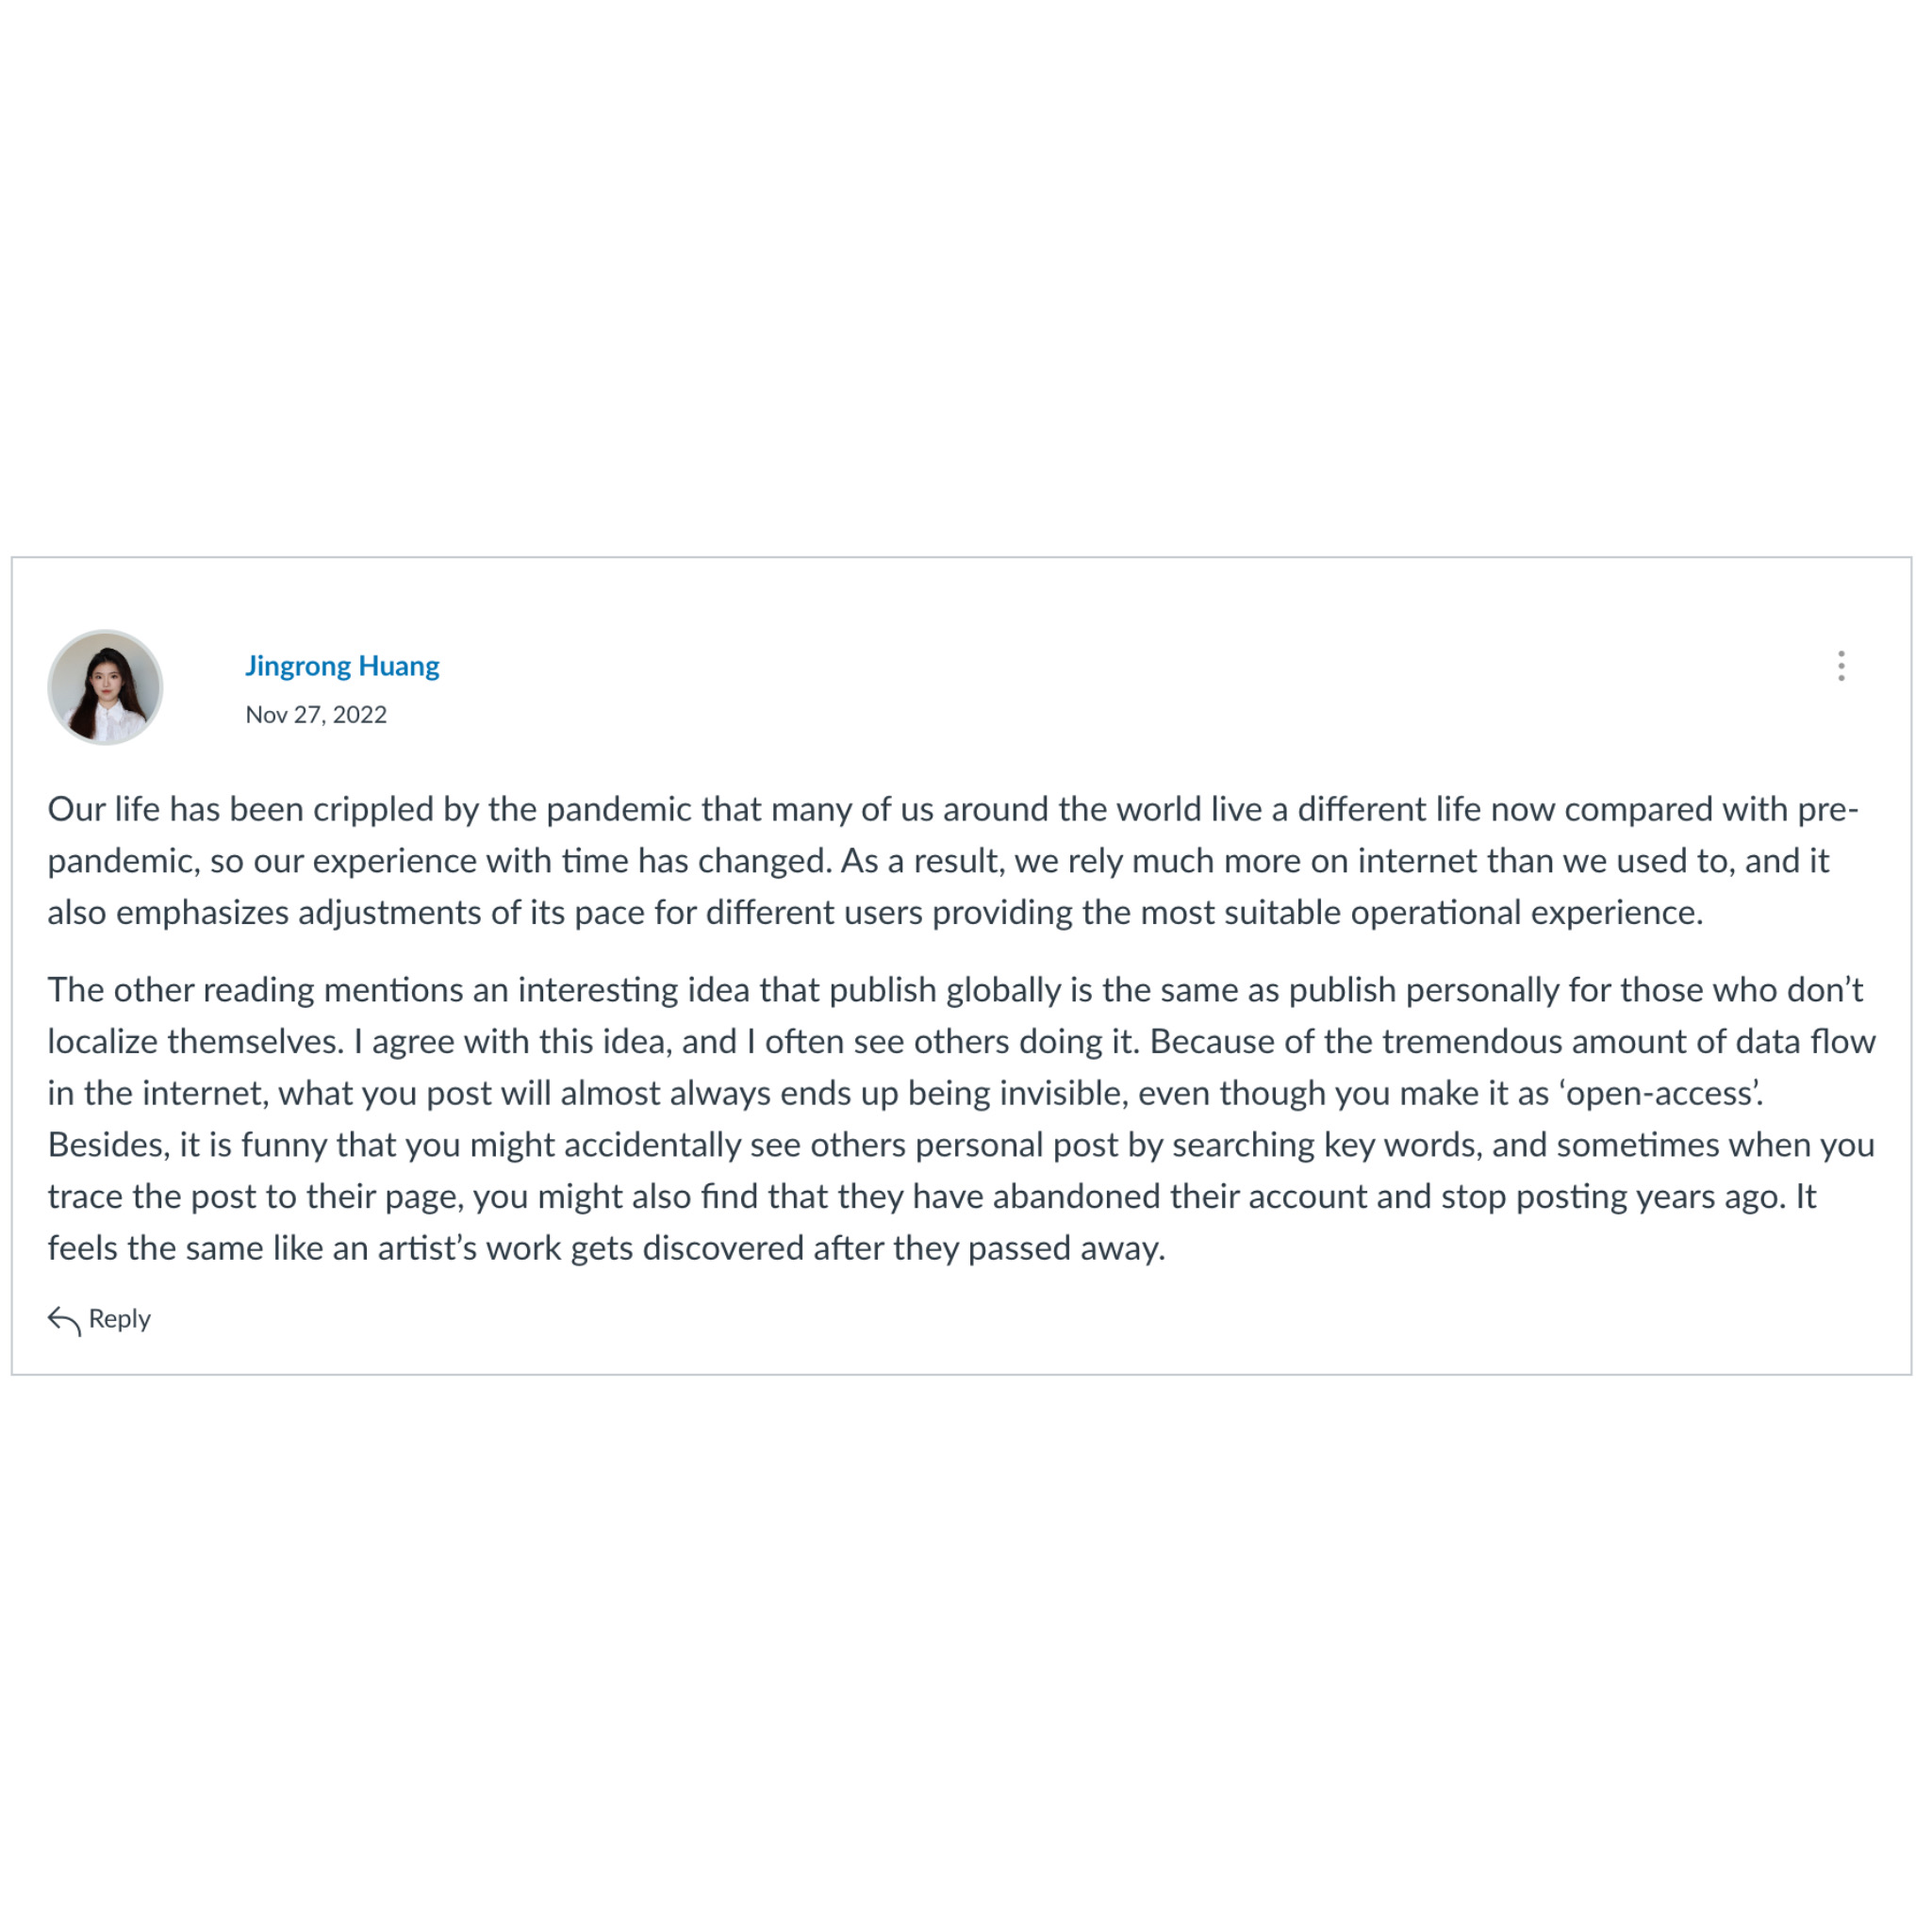 Jingrong Huang
Nov 27, 2022
Our life has been crippled by the pandemic that many of us around the world live a different life now compared with pre-
pandemic, so our experience with time has changed. As a result, we rely much more on internet than we used to, and it
also emphasizes adjustments of its pace for different users providing the most suitable operational experience.
The other reading mentions an interesting idea that publish globally is the same as publish personally for those who don’t
localize themselves. I agree with this idea, and I often see others doing it. Because of the tremendous amount of data flow
in the internet, what you post will almost always ends up being invisible, even though you make it as ‘open-access’.
Besides, it is funny that you might accidentally see others personal post by searching key words, and sometimes when you
trace the post to their page, you might also find that they have abandoned their account and stop posting years ago. It
feels the same like an artist’s work gets discovered after they passed away.
Reply